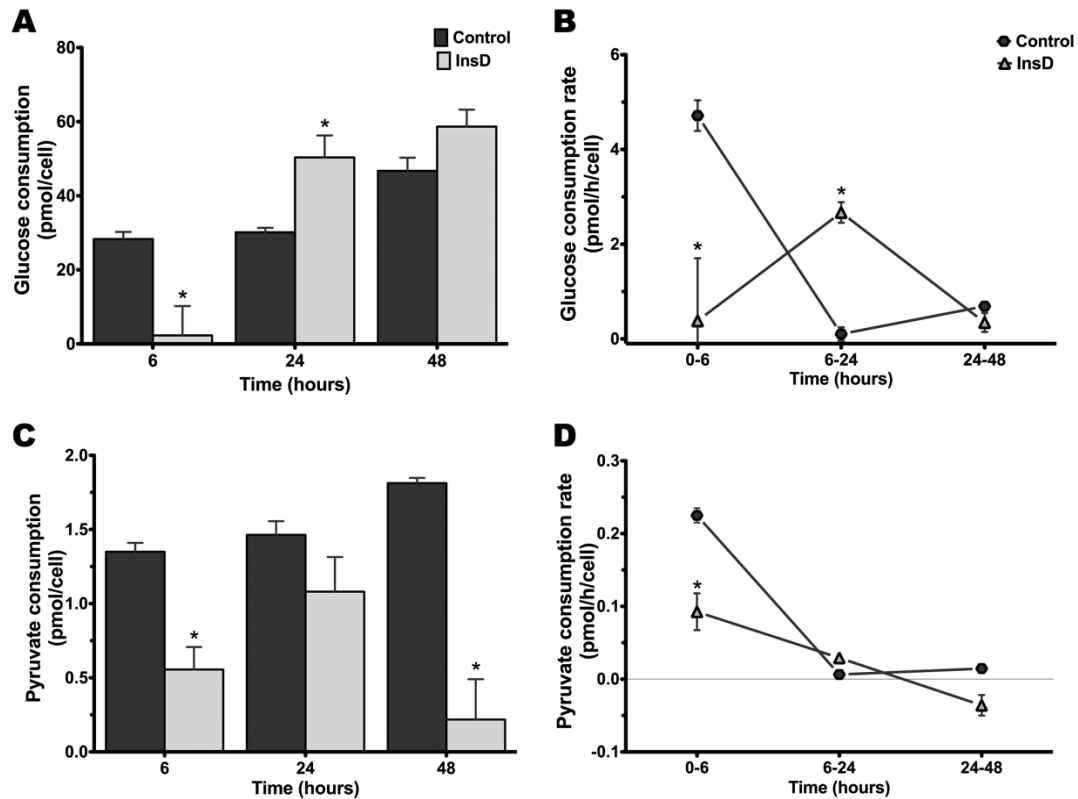 A
Control
InsD
Glucose consumption
(pmol/cell)
80
60
40
20
0
*
*
6
24
48
Time (hours)
B
Control
InsD
Glucose consumption rate
(pmol/h/cell)
6
4
2
0
*
*
0-6
6-24
24-48
Time (hours)
C
Pyruvate consumption
(pmol/cell)
2.0
1.5
1.0
0.5
0.0
*
*
6
24
48
Time (hours)
D
Pyruvate consumption rate
(pmol/h/cell)
0.3
0.2
0.1
0.0
-0.1
*
0-6
6-24
24-48
Time (hours)